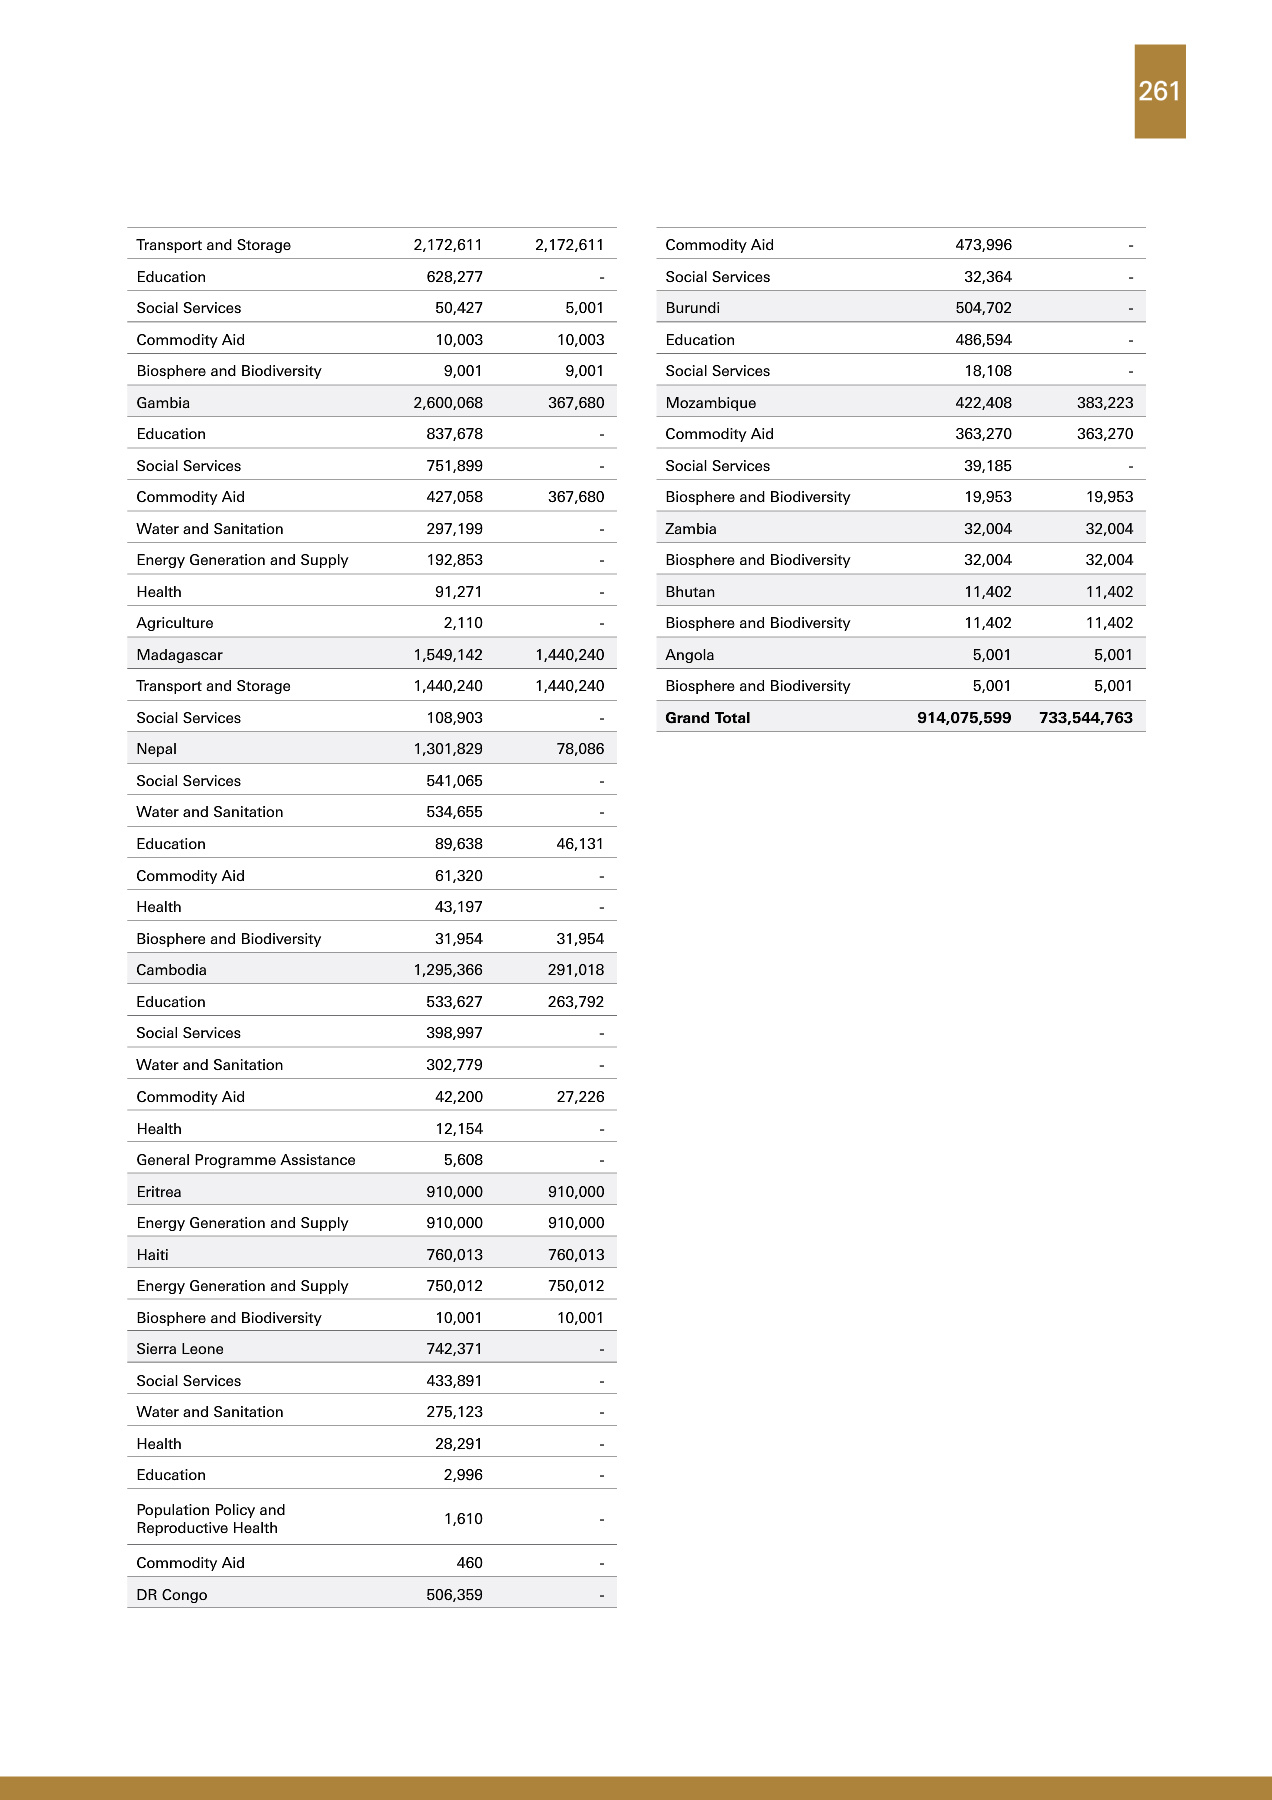 261
Transport and Storage 2,172,611 2,172,611
Education 628,277 -
Social Services 50,427 5,001
Commodity Aid 10,003 10,003
Biosphere and Biodiversity 9,001 9,001
Gambia 2,600,068 367,680
Education 837,678 -
Social Services 751,899 -
Commodity Aid 427,058 367,680
Water and Sanitation 297,199 -
Energy Generation and Supply 192,853 -
Health 91,271 -
Agriculture 2,110 -
Madagascar 1,549,142 1,440,240
Transport and Storage 1,440,240 1,440,240
Social Services 108,903 -
Nepal 1,301,829 78,086
Social Services 541,065 -
Water and Sanitation 534,655 -
Education 89,638 46,131
Commodity Aid 61,320 -
Health 43,197 -
Biosphere and Biodiversity 31,954 31,954
Cambodia 1,295,366 291,018
Education 533,627 263,792
Social Services 398,997 -
Water and Sanitation 302,779 -
Commodity Aid 42,200 27,226
Health 12,154 -
General Programme Assistance 5,608 -
Eritrea 910,000 910,000
Energy Generation and Supply 910,000 910,000
Haiti 760,013 760,013
Energy Generation and Supply 750,012 750,012
Biosphere and Biodiversity 10,001 10,001
Sierra Leone 742,371 -
Social Services 433,891 -
Water and Sanitation 275,123 -
Health 28,291 -
Education 2,996 -
Population Policy and
Reproductive Health 1,610 -
Commodity Aid 460 -
DR Congo 506,359 -
Commodity Aid 473,996 -
Social Services 32,364 -
Burundi 504,702 -
Education 486,594 -
Social Services 18,108 -
Mozambique 422,408 383,223
Commodity Aid 363,270 363,270
Social Services 39,185 -
Biosphere and Biodiversity 19,953 19,953
Zambia 32,004 32,004
Biosphere and Biodiversity 32,004 32,004
Bhutan 11,402 11,402
Biosphere and Biodiversity 11,402 11,402
Angola 5,001 5,001
Biosphere and Biodiversity 5,001 5,001
Grand Total 914,075,599 733,544,763